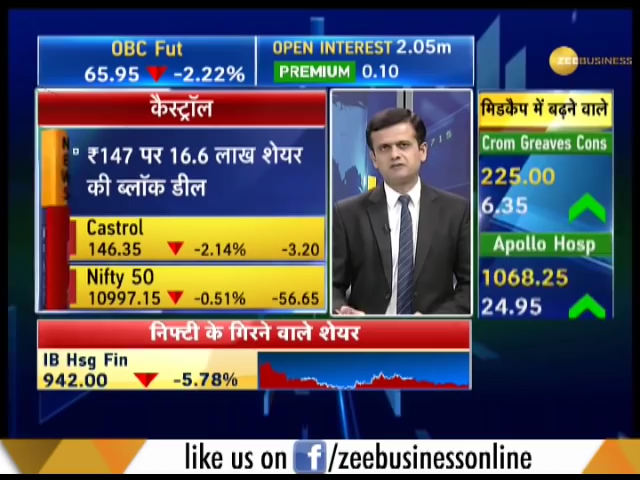 OBC Fut
65.95 -2.22%
OPEN INTEREST 2.05m
PREMIUM 0.10
ZEEBUSINESS
कैस्ट्रॉल
NEWS
₹147 पर 16.6 लाख शेयर
की ब्लॉक डील
Castrol
146.35 -2.14% -3.20
Nifty 50
10997.15 -0.51% -56.65
मिडकैप में बढ़ने वाले
Crom Greaves Cons
225.00
6.35
Apollo Hosp
1068.25
24.95
निफ्टी के गिरने वाले शेयर
IB Hsg Fin
942.00 -5.78%
like us on f/zeebusinessonline